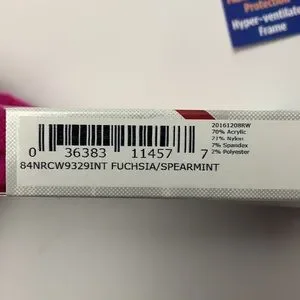 Protection
Hyper-ventilated
Frame
20161208RW
70% Acrylic
21% Nylon
7% Spandex
2% Polyester
0 36383 11457 7
84NRCW9329INT FUCHSIA/SPEARMINT